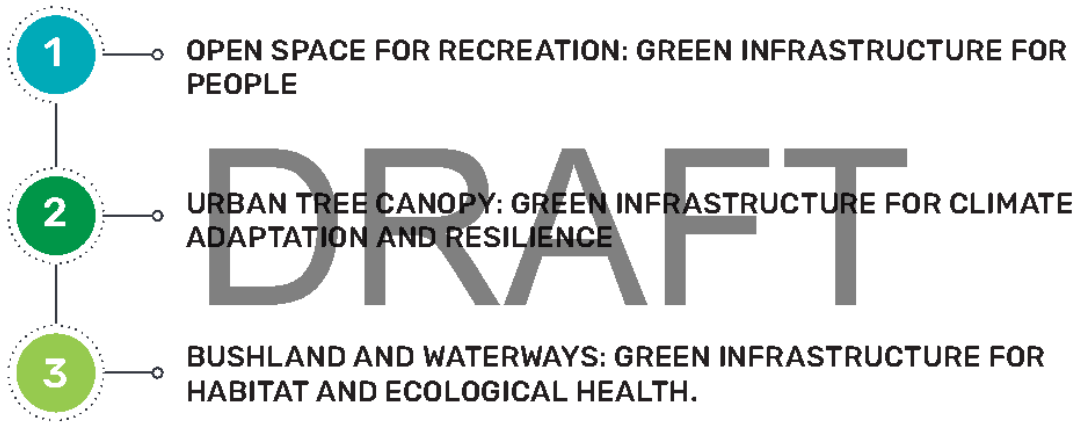 1
OPEN SPACE FOR RECREATION: GREEN INFRASTRUCTURE FOR
PEOPLE
DRAFT
2
URBAN TREE CANOPY: GREEN INFRASTRUCTURE FOR CLIMATE
ADAPTATION AND RESILIENCE
3
BUSHLAND AND WATERWAYS: GREEN INFRASTRUCTURE FOR
HABITAT AND ECOLOGICAL HEALTH.